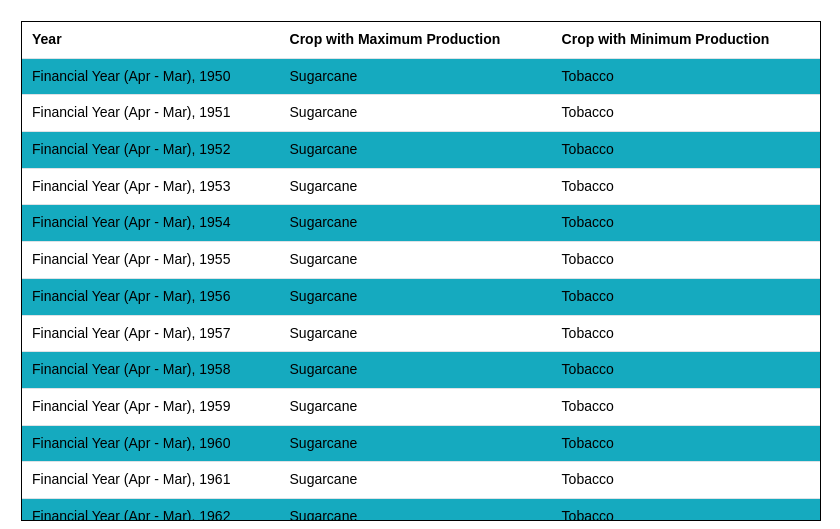 Year Crop with Maximum Production Crop with Minimum Production
Financial Year (Apr - Mar), 1950 Sugarcane Tobacco
Financial Year (Apr - Mar), 1951 Sugarcane Tobacco
Financial Year (Apr - Mar), 1952 Sugarcane Tobacco
Financial Year (Apr - Mar), 1953 Sugarcane Tobacco
Financial Year (Apr - Mar), 1954 Sugarcane Tobacco
Financial Year (Apr - Mar), 1955 Sugarcane Tobacco
Financial Year (Apr - Mar), 1956 Sugarcane Tobacco
Financial Year (Apr - Mar), 1957 Sugarcane Tobacco
Financial Year (Apr - Mar), 1958 Sugarcane Tobacco
Financial Year (Apr - Mar), 1959 Sugarcane Tobacco
Financial Year (Apr - Mar), 1960 Sugarcane Tobacco
Financial Year (Apr - Mar), 1961 Sugarcane Tobacco
Financial Year (Apr - Mar), 1962 Sugarcane Tobacco